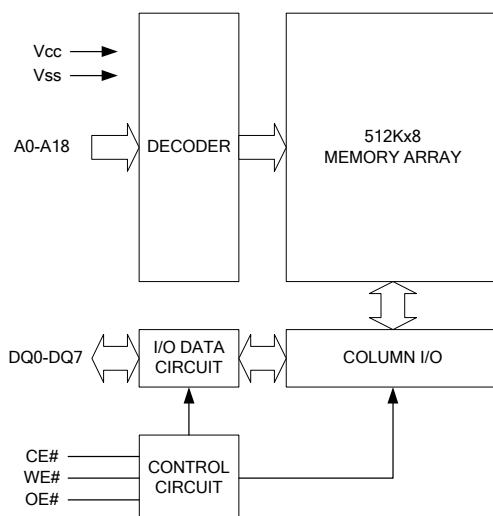 Vcc
Vss
A0-A18
DECODER
512Kx8
MEMORY ARRAY
DQ0-DQ7
I/O DATA
CIRCUIT
COLUMN I/O
CE#
WE#
OE#
CONTROL
CIRCUIT